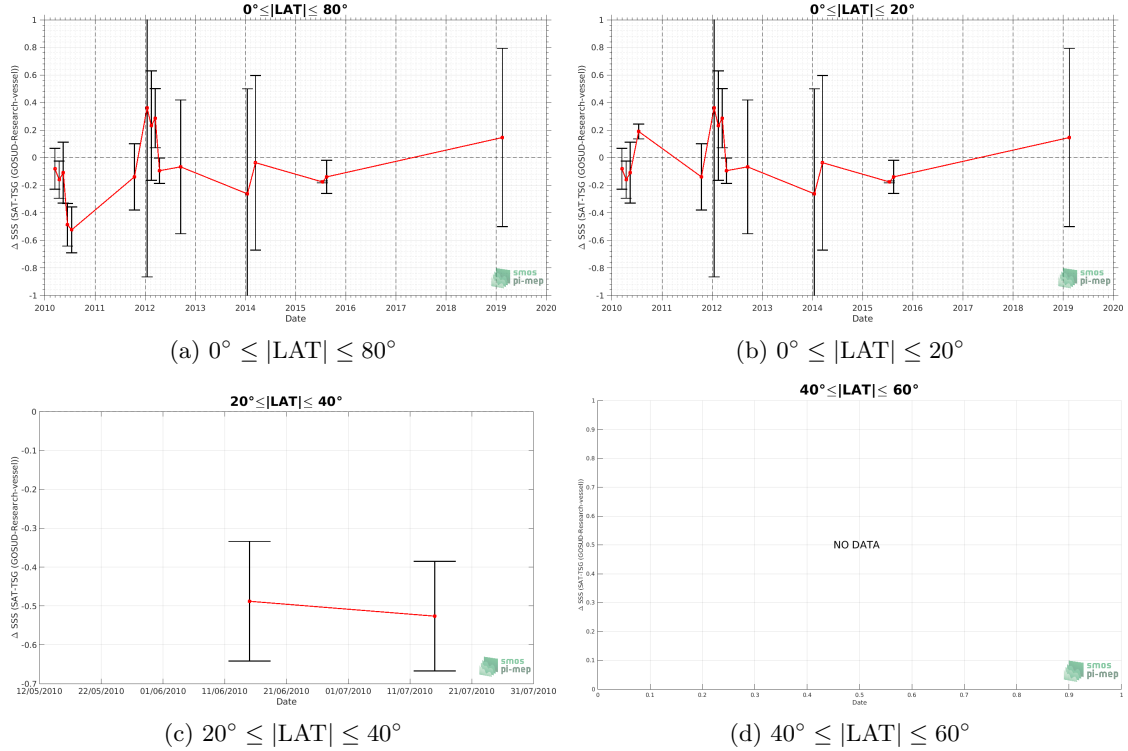 0°≤|LAT|≤ 80°
1
0.8
0.6
0.4
0.2
0
-0.2
-0.4
-0.6
-0.8
-1
Δ SSS (SAT-TSG (GOSUD-Research-vessel))
2010 2011 2012 2013 2014 2015 2016 2017 2018 2019 2020
Date
smos
pi-mep
(a) 0° ≤ |LAT| ≤ 80°
0°≤|LAT|≤ 20°
1
0.8
0.6
0.4
0.2
0
-0.2
-0.4
-0.6
-0.8
-1
Δ SSS (SAT-TSG (GOSUD-Research-vessel))
2010 2011 2012 2013 2014 2015 2016 2017 2018 2019 2020
Date
smos
pi-mep
(b) 0° ≤ |LAT| ≤ 20°
20°≤|LAT|≤ 40°
0
-0.1
-0.2
-0.3
-0.4
-0.5
-0.6
-0.7
Δ SSS (SAT-TSG (GOSUD-Research-vessel))
12/05/2010 22/05/2010 01/06/2010 11/06/2010 21/06/2010 01/07/2010 11/07/2010 21/07/2010 31/07/2010
Date
smos
pi-mep
(c) 20° ≤ |LAT| ≤ 40°
40°≤|LAT|≤ 60°
1
0.9
0.8
0.7
0.6
0.5
0.4
0.3
0.2
0.1
0
Δ SSS (SAT-TSG (GOSUD-Research-vessel))
NO DATA
0 0.1 0.2 0.3 0.4 0.5 0.6 0.7 0.8 0.9 1
Date
smos
pi-mep
(d) 40° ≤ |LAT| ≤ 60°